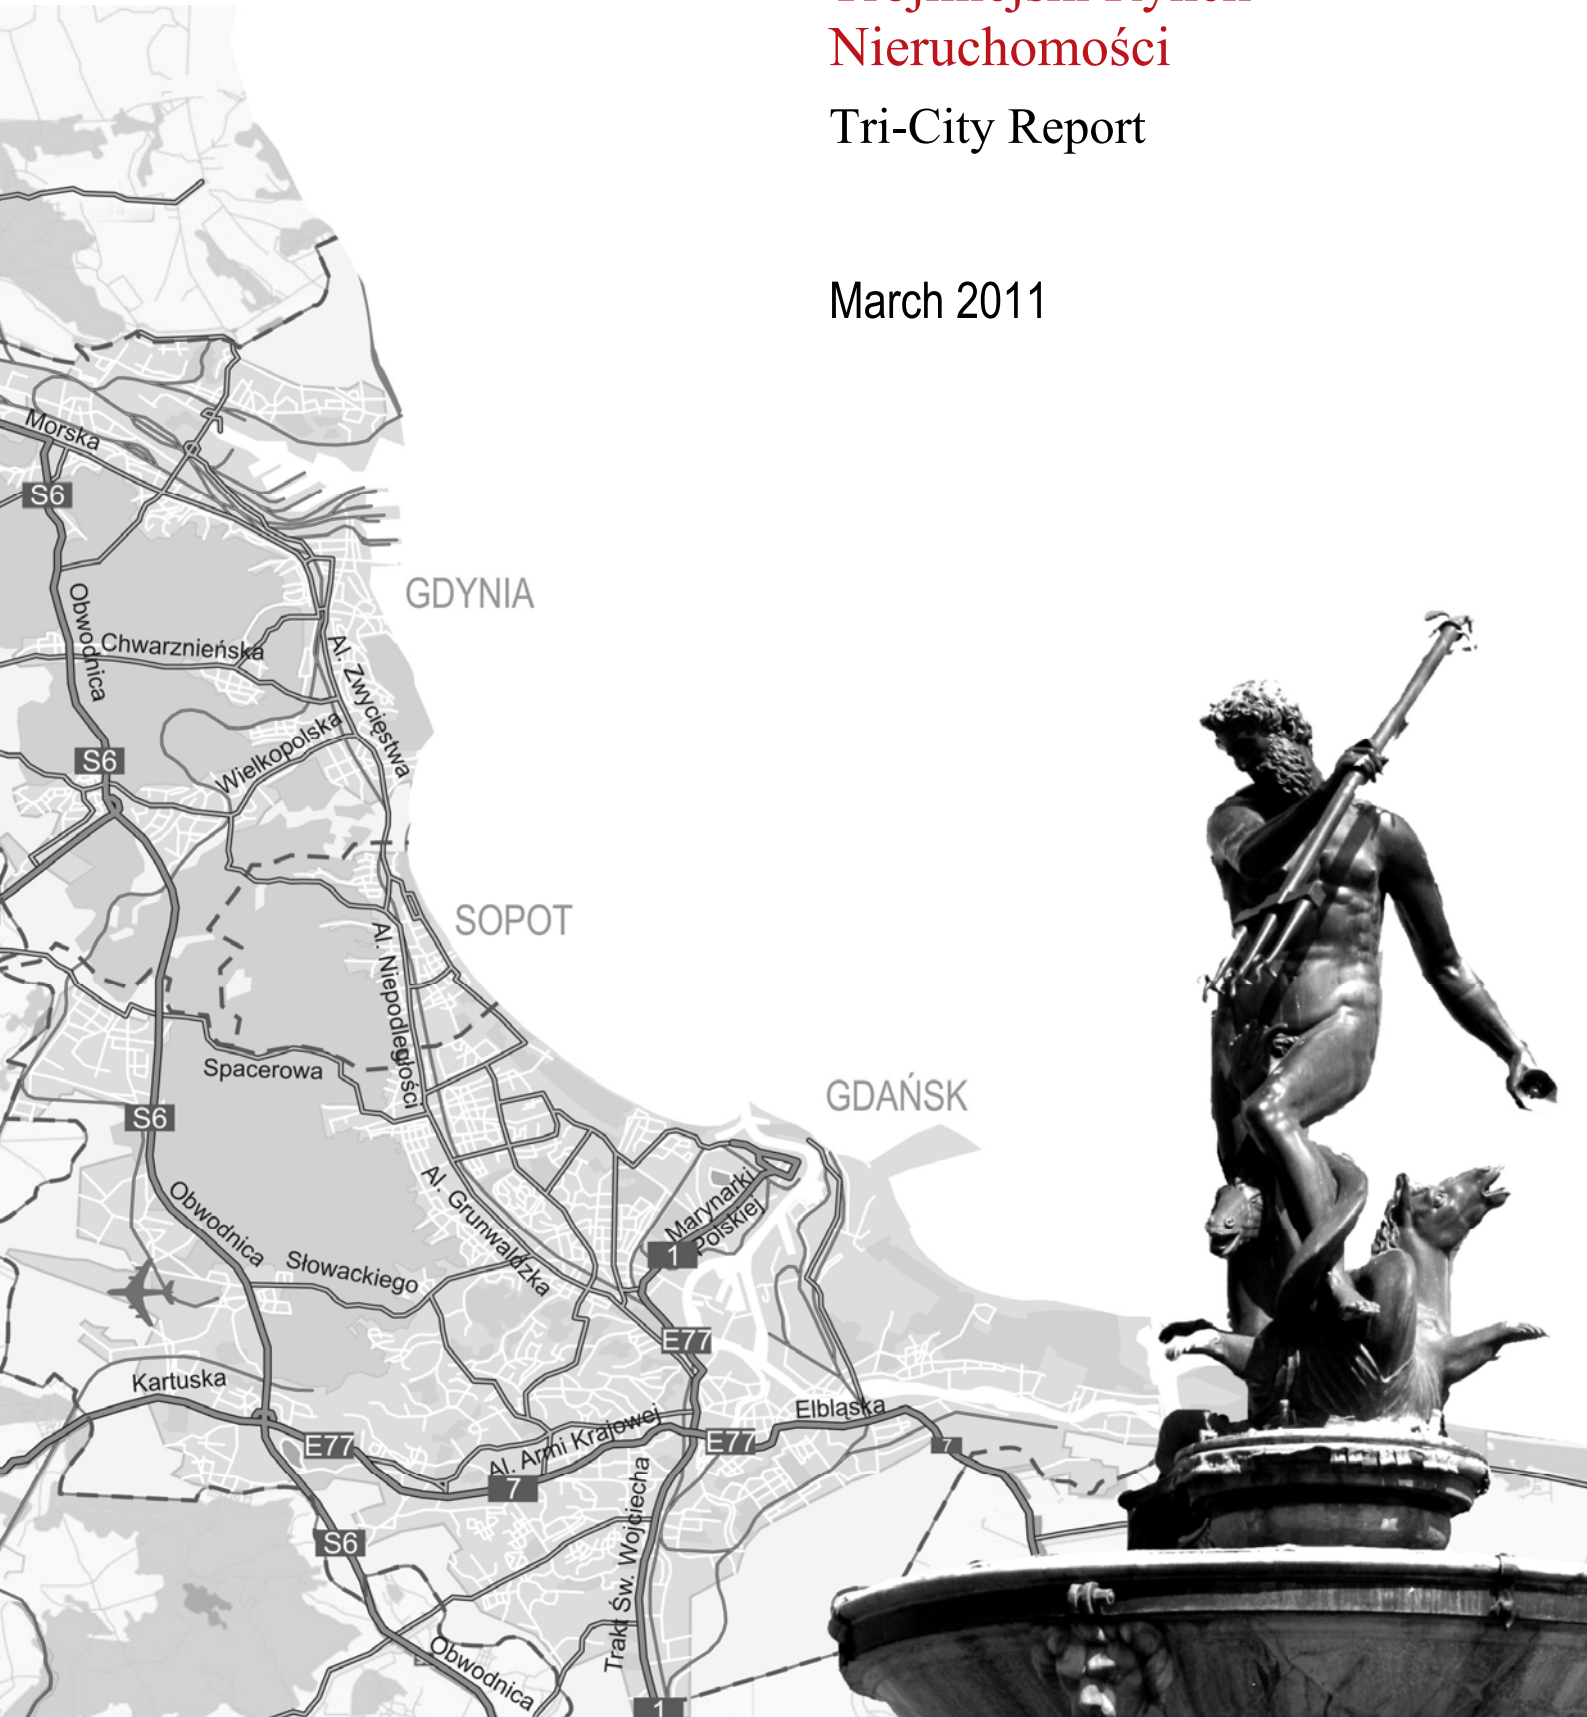 Nieruchomości
Tri-City Report
March 2011
Morska
S6
GDYNIA
Obwodnica
Chwarznieńska
Al. Zwycięstwa
Wielkopolska
S6
SOPOT
Al. Niepodległości
Spacerowa
GDAŃSK
S6
Al. Grunwaldzka
Marynarki
Polskiej
1
Obwodnica
Słowackiego
E77
Kartuska
Elbląska
Al. Armi Krajowej
E77
E77
7
7
Trakt Św. Wojciecha
S6
Obwodnica
1